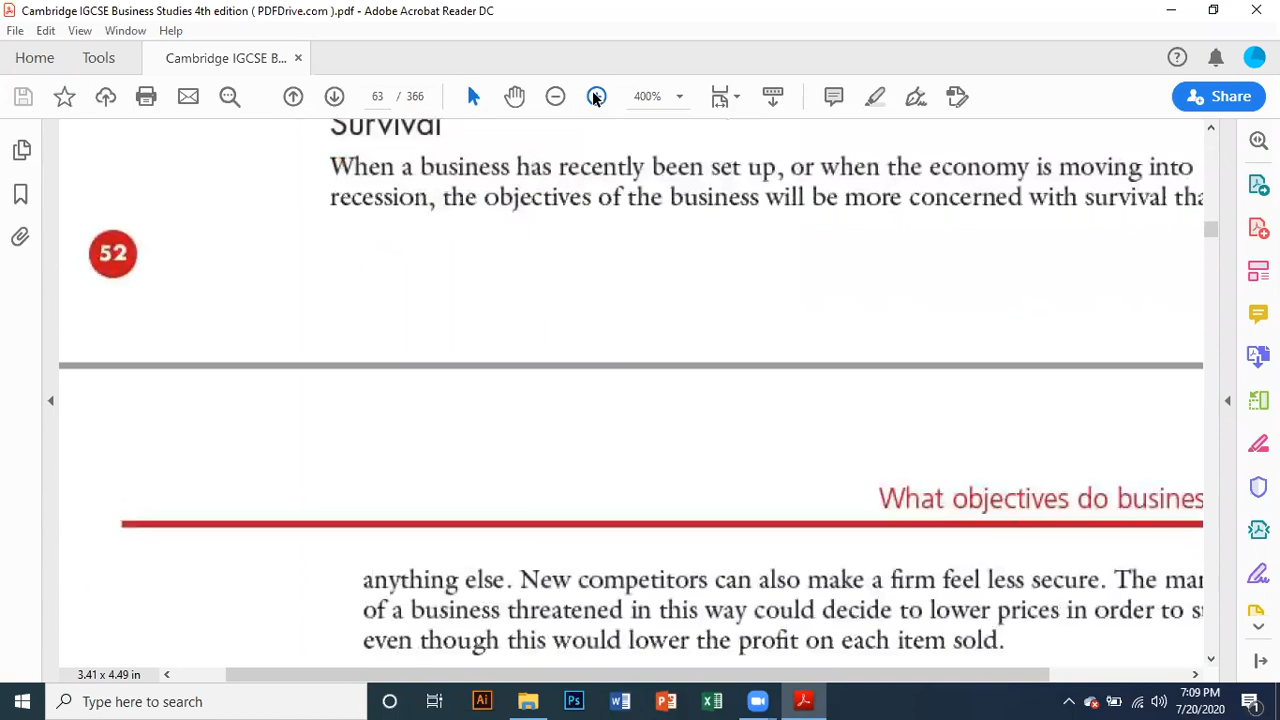 Cambridge IGCSE Business Studies 4th edition ( PDFDrive.com ).pdf - Adobe Acrobat Reader DC
File Edit View Window Help
Home Tools Cambridge IGCSE B... ×
63 / 366 400% Share
Survival
When a business has recently been set up, or when the economy is moving into
recession, the objectives of the business will be more concerned with survival tha
52
What objectives do busines
anything else. New competitors can also make a firm feel less secure. The man
of a business threatened in this way could decide to lower prices in order to s
even though this would lower the profit on each item sold.
3.41 x 4.49 in
Type here to search
7:09 PM
7/20/2020